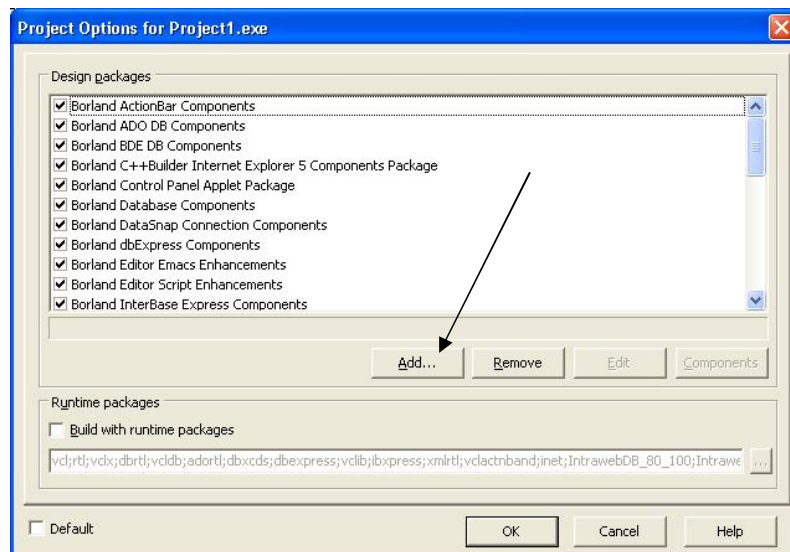 Project Options for Project1.exe
Design packages
Borland ActionBar Components
Borland ADO DB Components
Borland BDE DB Components
Borland C++Builder Internet Explorer 5 Components Package
Borland Control Panel Applet Package
Borland Database Components
Borland DataSnap Connection Components
Borland dbExpress Components
Borland Editor Emacs Enhancements
Borland Editor Script Enhancements
Borland InterBase Express Components
Add... Remove Edit Components
Runtime packages
Build with runtime packages
vcl;rtl;vclx;dbrtl;vcldb;adortl;dbxcds;dbexpress;vclib;ibxpress;xmlrtl;vclactnband;inet;IntrawebDB_80_100;Intrawe ...
Default OK Cancel Help